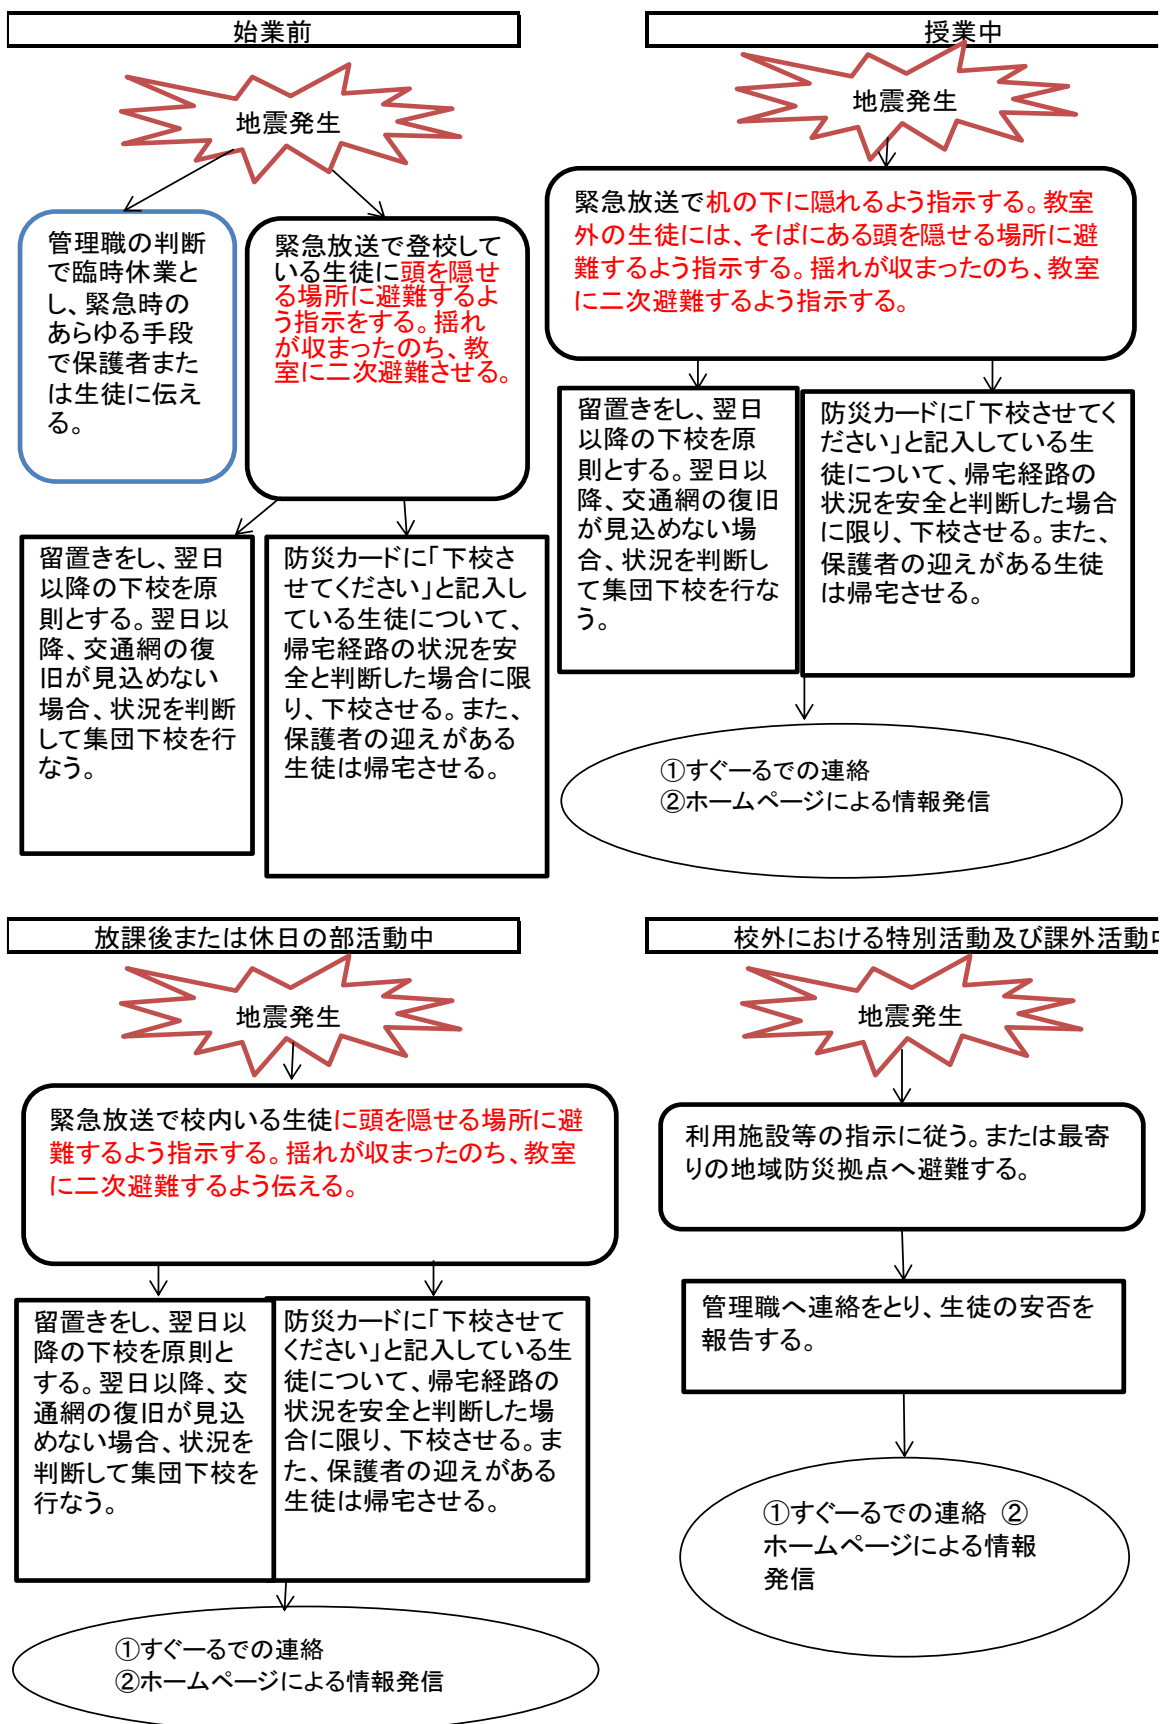 始業前
地震発生
管理職の判断
で臨時休業と
し、緊急時の
あらゆる手段
で保護者また
は生徒に伝え
る。
緊急放送で登校して
いる生徒に頭を隠せ
る場所に避難するよ
う指示をする。揺れ
が収まったのち、教
室に二次避難させる。
留置きをし、翌日
以降の下校を原
則とする。翌日以
降、交通網の復
旧が見込めない
場合、状況を判断
して集団下校を行
なう。
防災カードに「下校さ
せてください」と記入し
ている生徒について、
帰宅経路の状況を安
全と判断した場合に限
り、下校させる。また、
保護者の迎えがある
生徒は帰宅させる。
授業中
地震発生
緊急放送で机の下に隠れるよう指示する。教室
外の生徒には、そばにある頭を隠せる場所に避
難するよう指示する。揺れが収まったのち、教室
に二次避難するよう指示する。
留置きをし、翌日
以降の下校を原
則とする。翌日以
降、交通網の復旧
が見込めない場
合、状況を判断し
て集団下校を行な
う。
防災カードに「下校させてく
ださい」と記入している生
徒について、帰宅経路の
状況を安全と判断した場合
に限り、下校させる。また、
保護者の迎えがある生徒
は帰宅させる。
①すぐーるでの連絡
②ホームページによる情報発信
放課後または休日の部活動中
地震発生
緊急放送で校内いる生徒に頭を隠せる場所に避
難するよう指示する。揺れが収まったのち、教室
に二次避難するよう伝える。
留置きをし、翌日以
降の下校を原則と
する。翌日以降、交
通網の復旧が見込
めない場合、状況を
判断して集団下校を
行なう。
防災カードに「下校させて
ください」と記入している生
徒について、帰宅経路の
状況を安全と判断した場
合に限り、下校させる。ま
た、保護者の迎えがある
生徒は帰宅させる。
①すぐーるでの連絡
②ホームページによる情報発信
校外における特別活動及び課外活動中
地震発生
利用施設等の指示に従う。または最寄
りの地域防災拠点へ避難する。
管理職へ連絡をとり、生徒の安否を
報告する。
①すぐーるでの連絡 ②
ホームページによる情報
発信